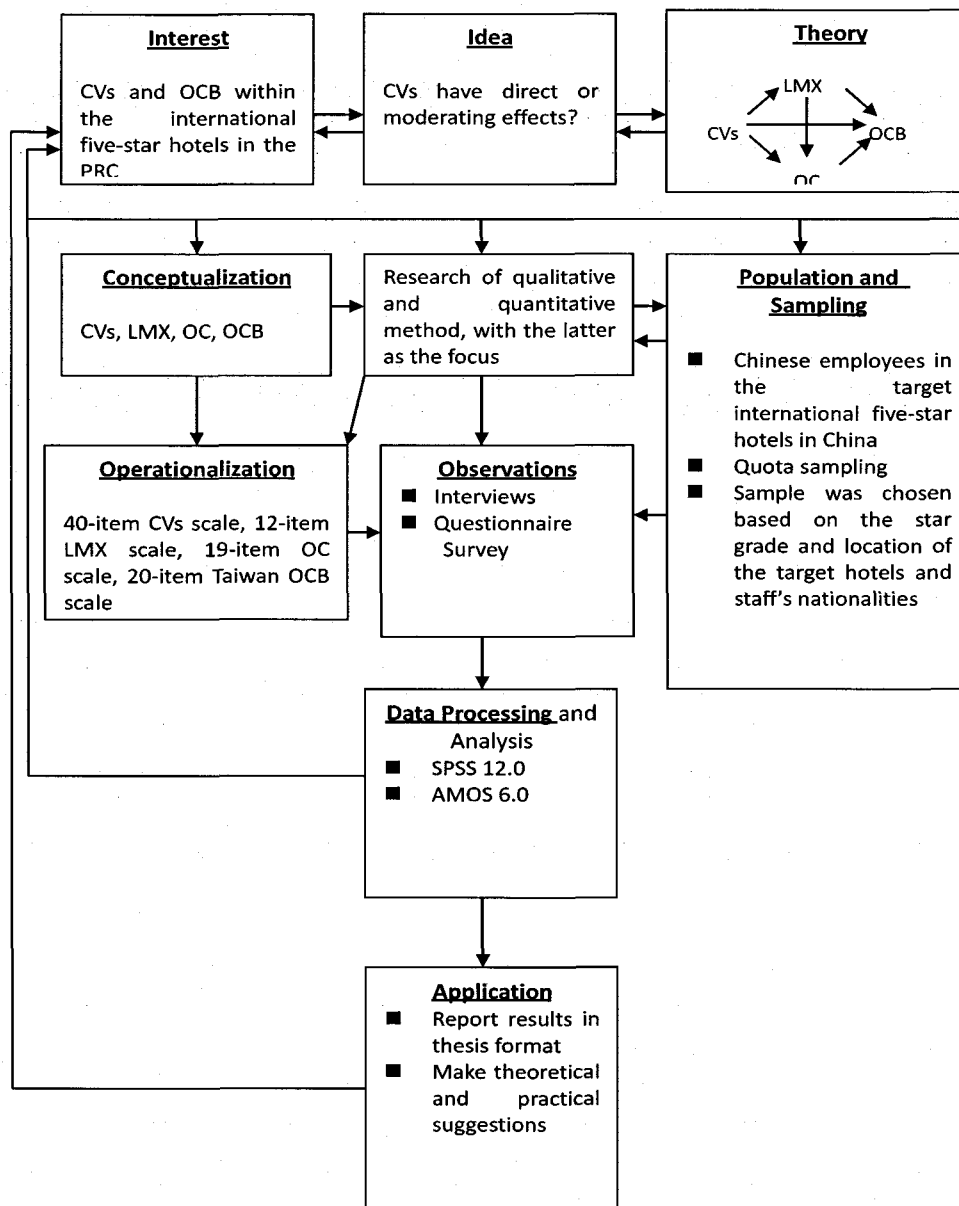 Interest
CVs and OCB within
the international
five-star hotels in the
PRC
Idea
CVs have direct or
moderating effects?
Theory
LMX
CVs
OCB
OC
Conceptualization
CVs, LMX, OC, OCB
Research of qualitative
and quantitative
method, with the latter
as the focus
Population and
Sampling
■ Chinese employees in
the target
international five-star
hotels in China
■ Quota sampling
■ Sample was chosen
based on the star
grade and location of
the target hotels and
staff's nationalities
Operationalization
40-item CVs scale, 12-item
LMX scale, 19-item OC
scale, 20-item Taiwan OCB
scale
Observations
■ Interviews
■ Questionnaire
Survey
Data Processing and
Analysis
■ SPSS 12.0
■ AMOS 6.0
Application
■ Report results in
thesis format
■ Make theoretical
and practical
suggestions